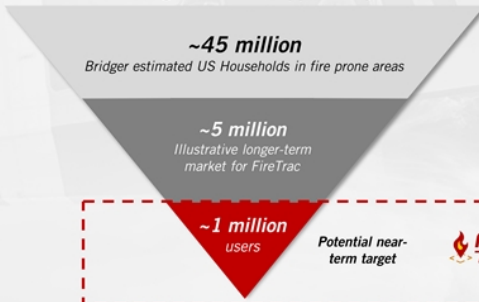 ~45 million
Bridger estimated US Households in fire prone areas
~5 million
Illustrative longer-term
market for FireTrac
~1 million
users
Potential near-
term target